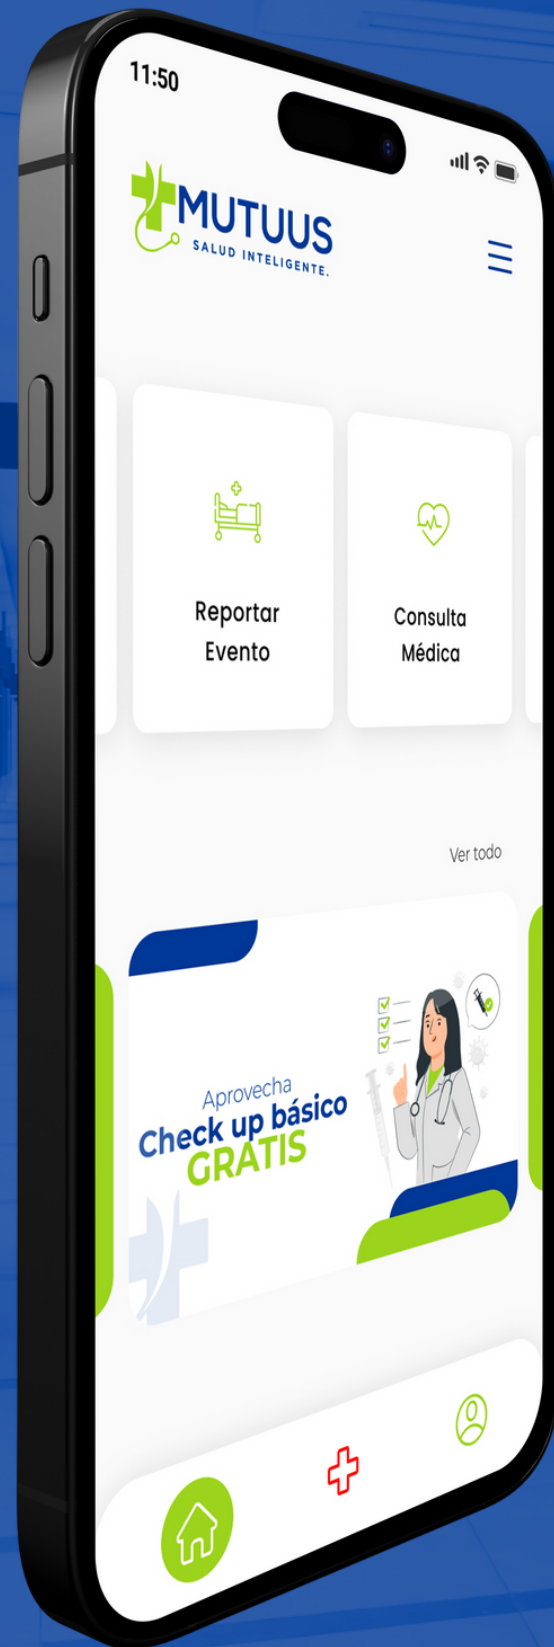 11:50
MUTUUS
SALUD INTELIGENTE.
Reportar
Evento
Consulta
Médica
Ver todo
Aprovecha
Check up básico
GRATIS